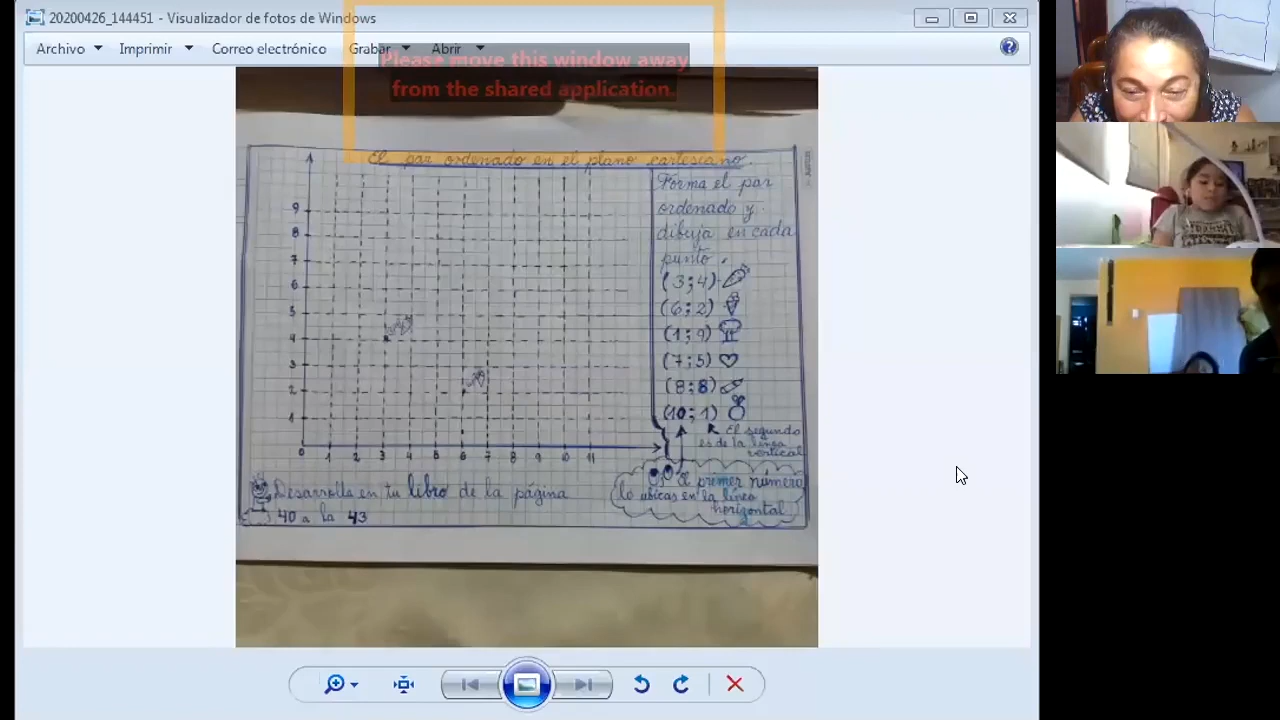 20200426_144451 - Visualizador de fotos de Windows
Archivo Imprimir Correo electrónico Grabar Abrir
Please move this window away
from the shared application.
El par ordenado en el plano cartesiano.
Forma el par
ordenado y
dibuja en cada
punto.
(3;4)
(6;2)
(1;9)
(7;5)
(8;8)
(10;1)
El segundo
es de la línea
vertical
El primer número
lo ubicas en la línea
horizontal
9
8
7
6
5
4
3
2
1
0 1 2 3 4 5 6 7 8 9 10 11
Desarrolla en tu libro de la página
40 a la 43